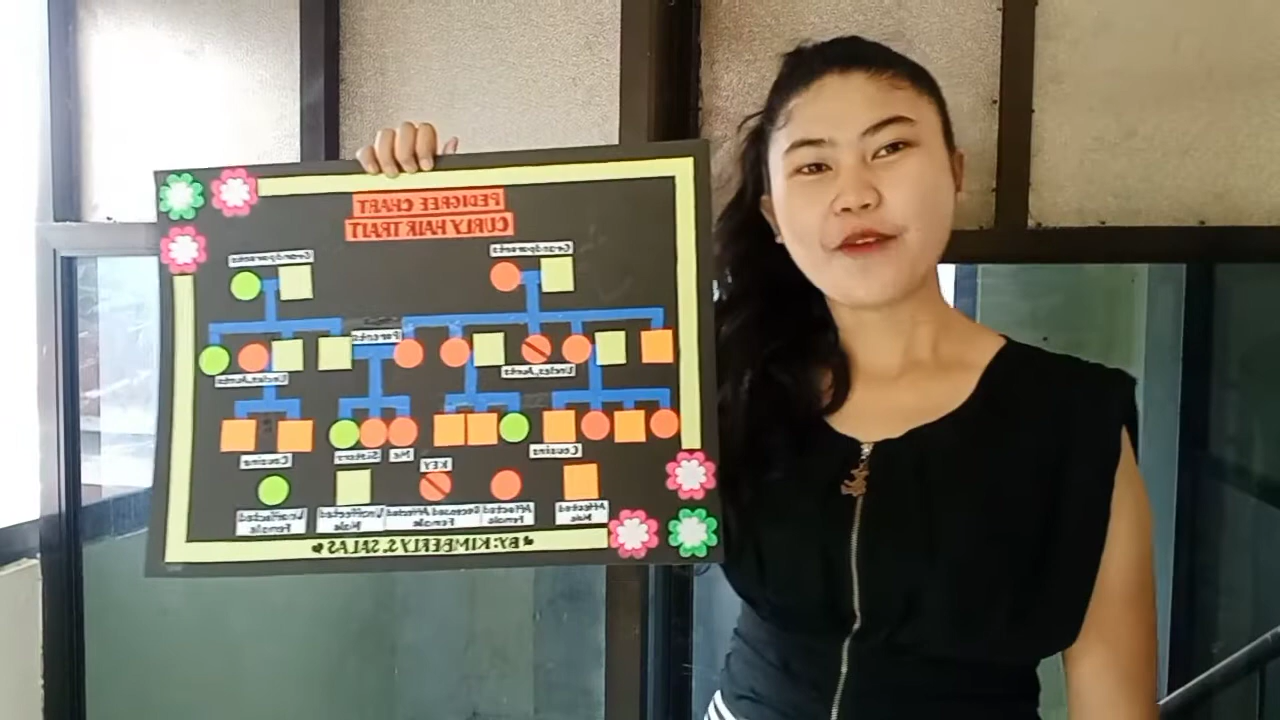 PEDIGREE CHART
CURLY HAIR TRAIT
Grandparents
Grandparents
Parents
Uncles, Aunts
Uncles, Aunts
Cousins
Me
Sisters
Cousins
KEY
Affected Male
Affected Female
Deceased Affected Female
Unaffected Male
Unaffected Female
BY: KIMBERLY S. SALAS